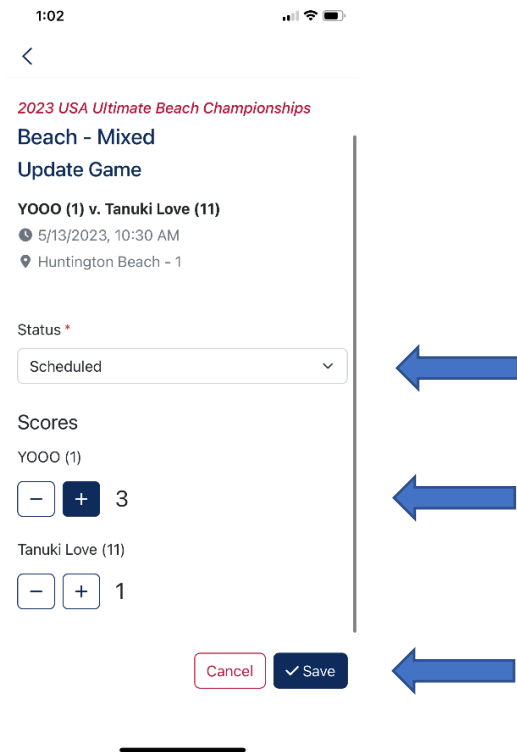 1:02
2023 USA Ultimate Beach Championships
Beach - Mixed
Update Game
YOOO (1) v. Tanuki Love (11)
5/13/2023, 10:30 AM
Huntington Beach - 1
Status *
Scheduled
Scores
YOOO (1)
− + 3
Tanuki Love (11)
− + 1
Cancel Save